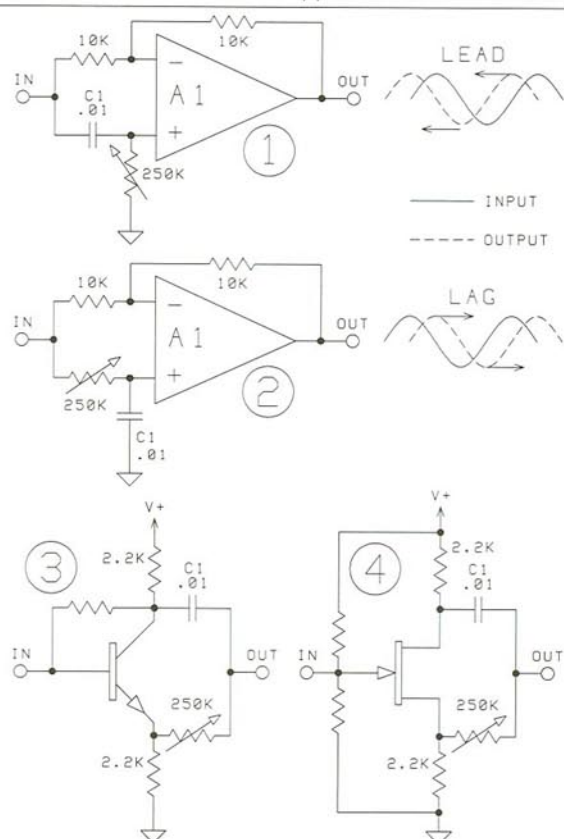 10K
10K
LEAD
IN
OUT
C1
.01
A1
-
+
1
250K
INPUT
OUTPUT
10K
10K
LAG
IN
OUT
A1
-
+
250K
2
C1
.01
V+
V+
3
2.2K
C1
.01
4
2.2K
C1
.01
IN
OUT
IN
OUT
250K
250K
2.2K
2.2K